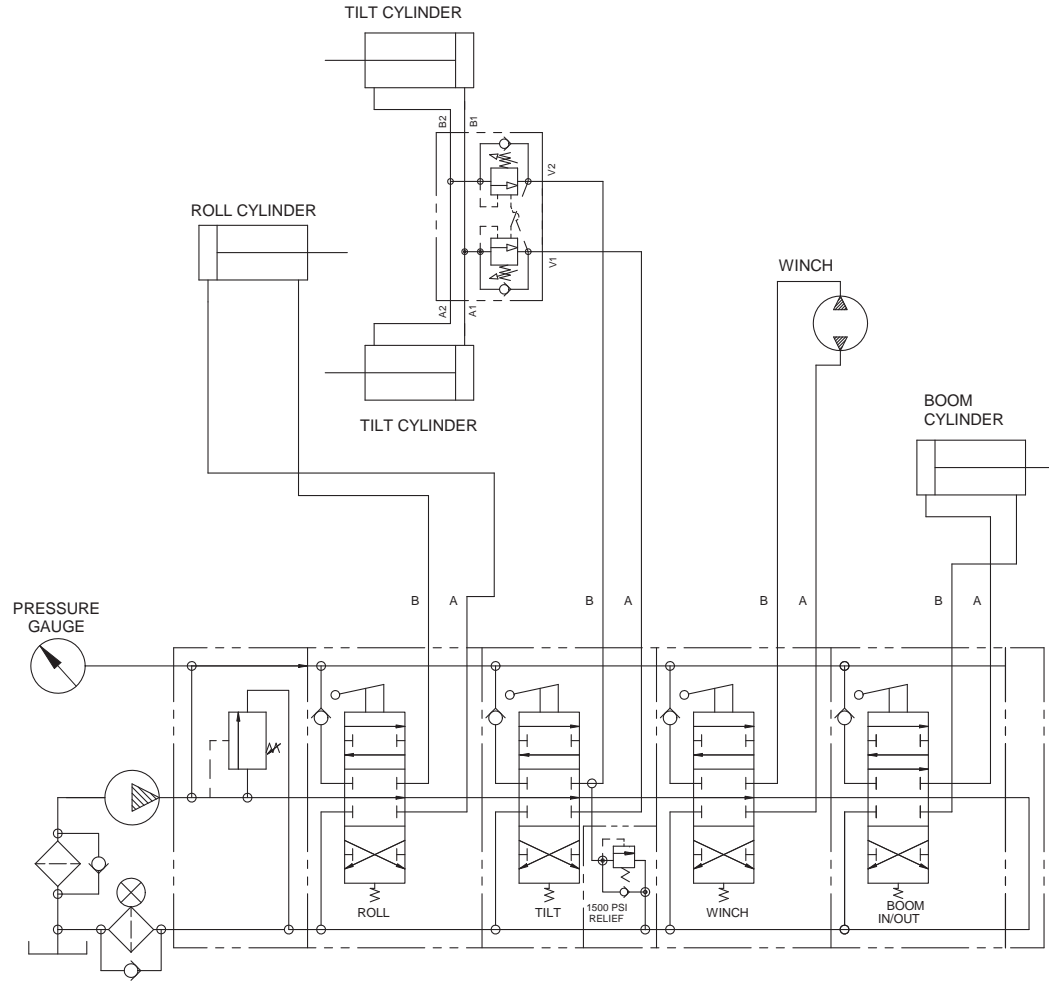 TILT CYLINDER
B2
B1
V2
ROLL CYLINDER
V1
WINCH
A2
A1
BOOM
CYLINDER
TILT CYLINDER
B
A
B
A
B
A
B
A
PRESSURE
GAUGE
1500 PSI
RELIEF
ROLL
TILT
WINCH
BOOM
IN/OUT